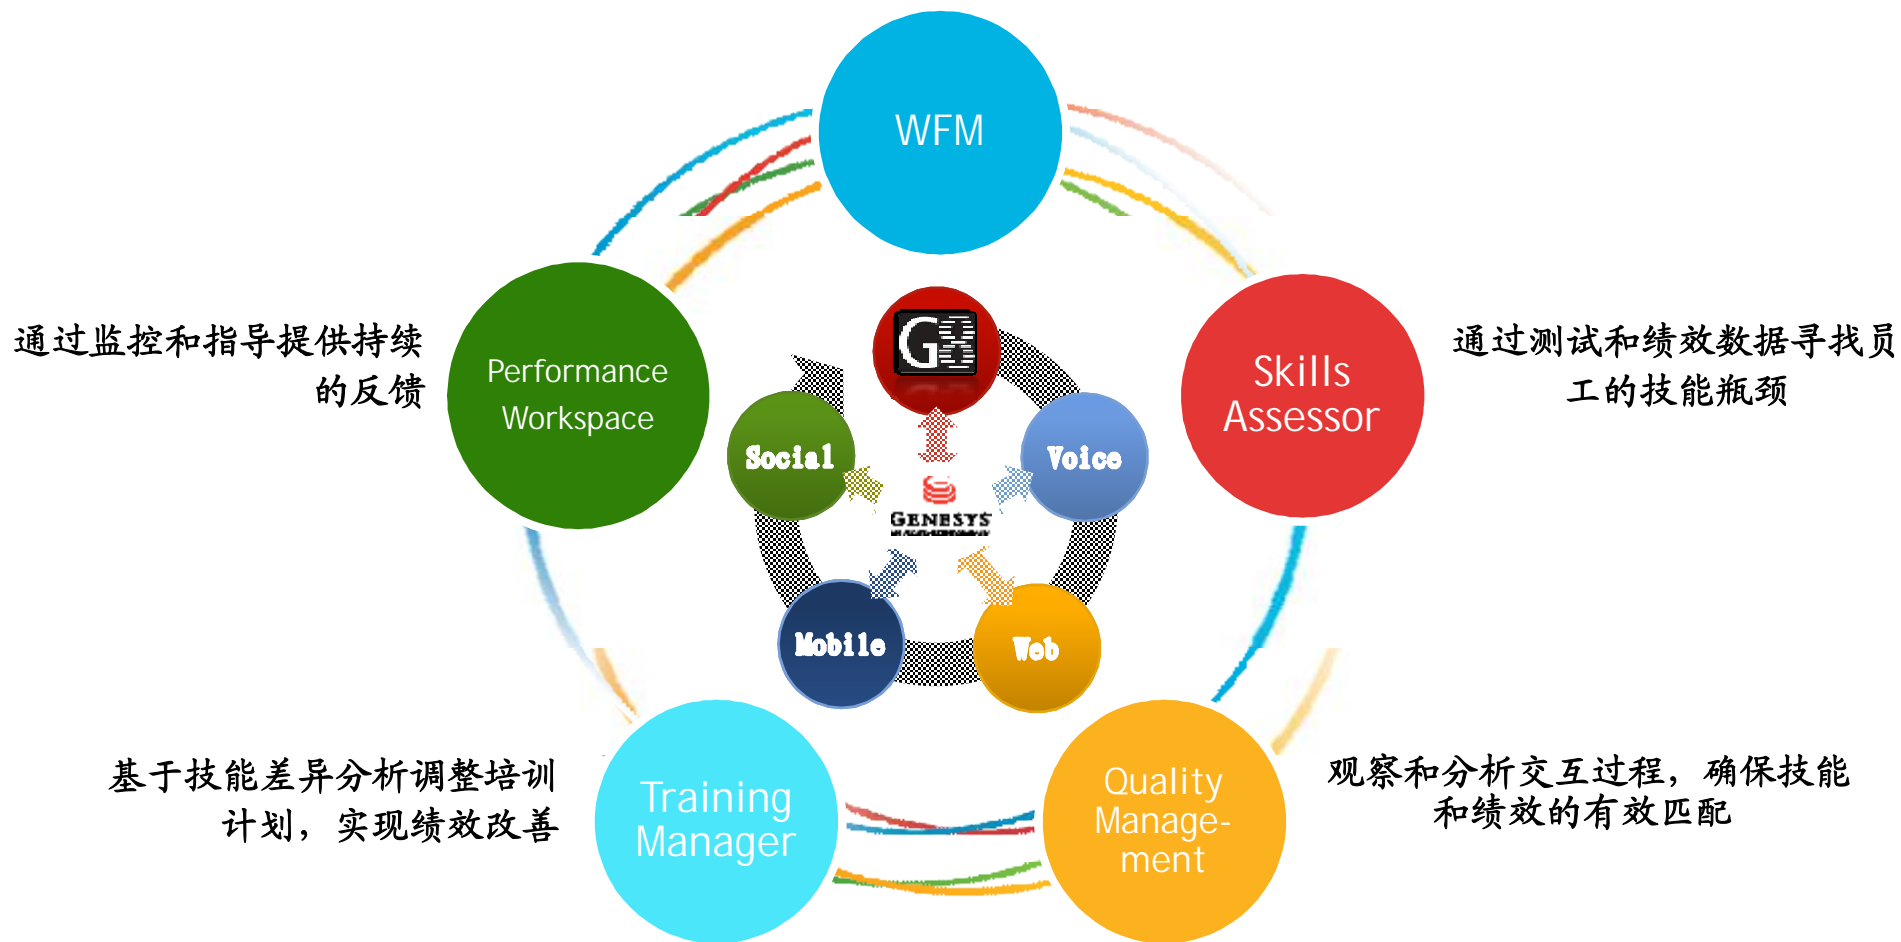 WFM
通过监控和指导提供持续
的反馈
Performance
Workspace
G8
Social
Voice
GENESYS
Mobile
Web
Skills
Assessor
通过测试和绩效数据寻找员
工的技能瓶颈
基于技能差异分析调整培训
计划，实现绩效改善
Training
Manager
Quality
Manage-
ment
观察和分析交互过程，确保技能
和绩效的有效匹配